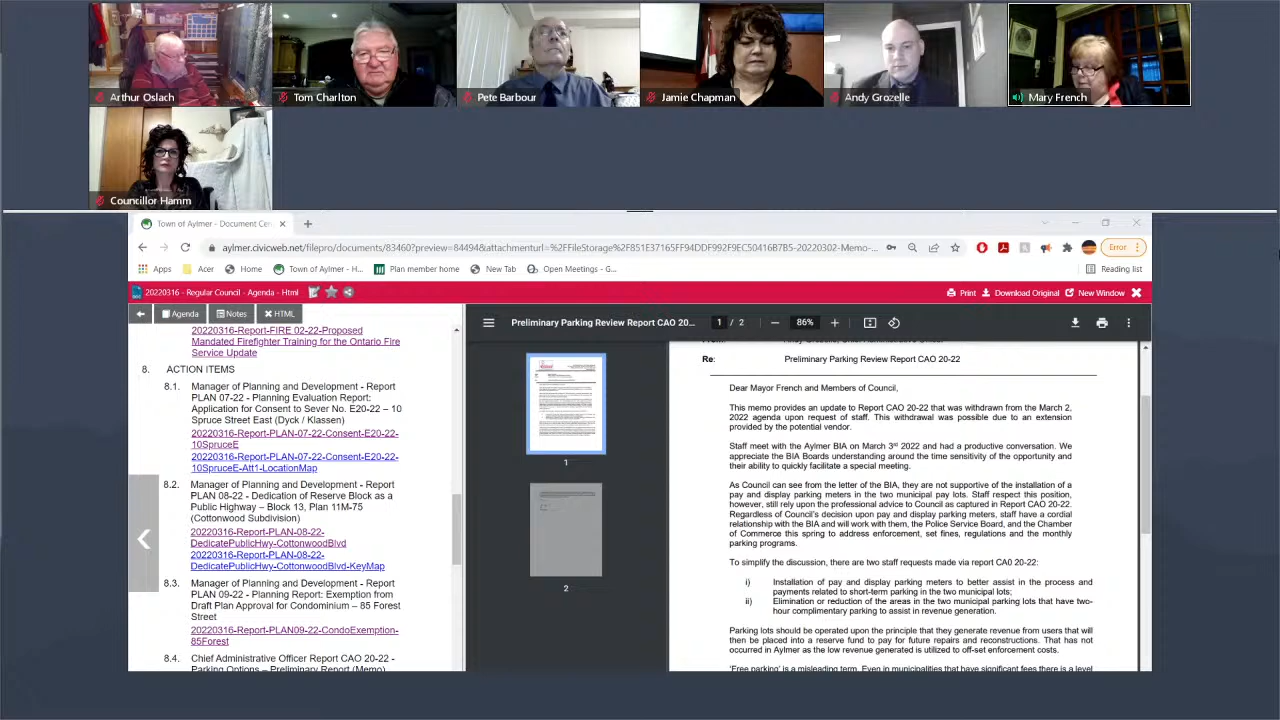 Arthur Oslach
Tom Charlton
Pete Barbour
Jamie Chapman
Andy Grozelle
Mary French
Councillor Hamm
Town of Aylmer - Document Cen
aylmer.civicweb.net/filepro/documents/83460?preview=84494&attachmenturl=%2FFileStorage%2F851E37165FF94DDF992F9EC50416B7B5-20220302-Memo-...
Error
Apps
Acer
Home
Town of Aylmer - H...
Plan member home
New Tab
Open Meetings - G...
Reading list
20220316 - Regular Council - Agenda - Html
Print
Download Original
New Window
Agenda
Notes
HTML
20220316-Report-FIRE 02-22-Proposed
Mandated Firefighter Training for the Ontario Fire
Service Update
8. ACTION ITEMS
8.1. Manager of Planning and Development - Report
PLAN 07-22 - Planning Evaluation Report:
Application for Consent to Sever No. E20-22 – 10
Spruce Street East (Dyck / Klassen)
20220316-Report-PLAN-07-22-Consent-E20-22-
10SpruceE
20220316-Report-PLAN-07-22-Consent-E20-22-
10SpruceE-Att1-LocationMap
8.2. Manager of Planning and Development - Report
PLAN 08-22 - Dedication of Reserve Block as a
Public Highway – Block 13, Plan 11M-75
(Cottonwood Subdivision)
20220316-Report-PLAN-08-22-
DedicatePublicHwy-CottonwoodBlvd
20220316-Report-PLAN-08-22-
DedicatePublicHwy-CottonwoodBlvd-KeyMap
8.3. Manager of Planning and Development - Report
PLAN 09-22 - Planning Report: Exemption from
Draft Plan Approval for Condominium – 85 Forest
Street
20220316-Report-PLAN09-22-CondoExemption-
85Forest
8.4. Chief Administrative Officer Report CAO 20-22 -
Parking Options – Preliminary Report (Memo)
Preliminary Parking Review Report CAO 20...
1 / 2
86%
1
2
Re: Preliminary Parking Review Report CAO 20-22
Dear Mayor French and Members of Council,
This memo provides an update to Report CAO 20-22 that was withdrawn from the March 2,
2022 agenda upon request of staff. This withdrawal was possible due to an extension
provided by the potential vendor.
Staff meet with the Aylmer BIA on March 3rd 2022 and had a productive conversation. We
appreciate the BIA Boards understanding around the time sensitivity of the opportunity and
their ability to quickly facilitate a special meeting.
As Council can see from the letter of the BIA, they are not supportive of the installation of a
pay and display parking meters in the two municipal pay lots. Staff respect this position,
however, still rely upon the professional advice to Council as captured in Report CAO 20-22.
Regardless of Council's decision upon pay and display parking meters, staff have a cordial
relationship with the BIA and will work with them, the Police Service Board, and the Chamber
of Commerce this spring to address enforcement, set fines, regulations and the monthly
parking programs.
To simplify the discussion, there are two staff requests made via report CA0 20-22:
i) Installation of pay and display parking meters to better assist in the process and
payments related to short-term parking in the two municipal lots;
ii) Elimination or reduction of the areas in the two municipal parking lots that have two-
hour complimentary parking to assist in revenue generation.
Parking lots should be operated upon the principle that they generate revenue from users that will
then be placed into a reserve fund to pay for future repairs and reconstructions. That has not
occurred in Aylmer as the low revenue generated is utilized to off-set enforcement costs.
'Free parking' is a misleading term. Even in municipalities that have significant fees there is a level